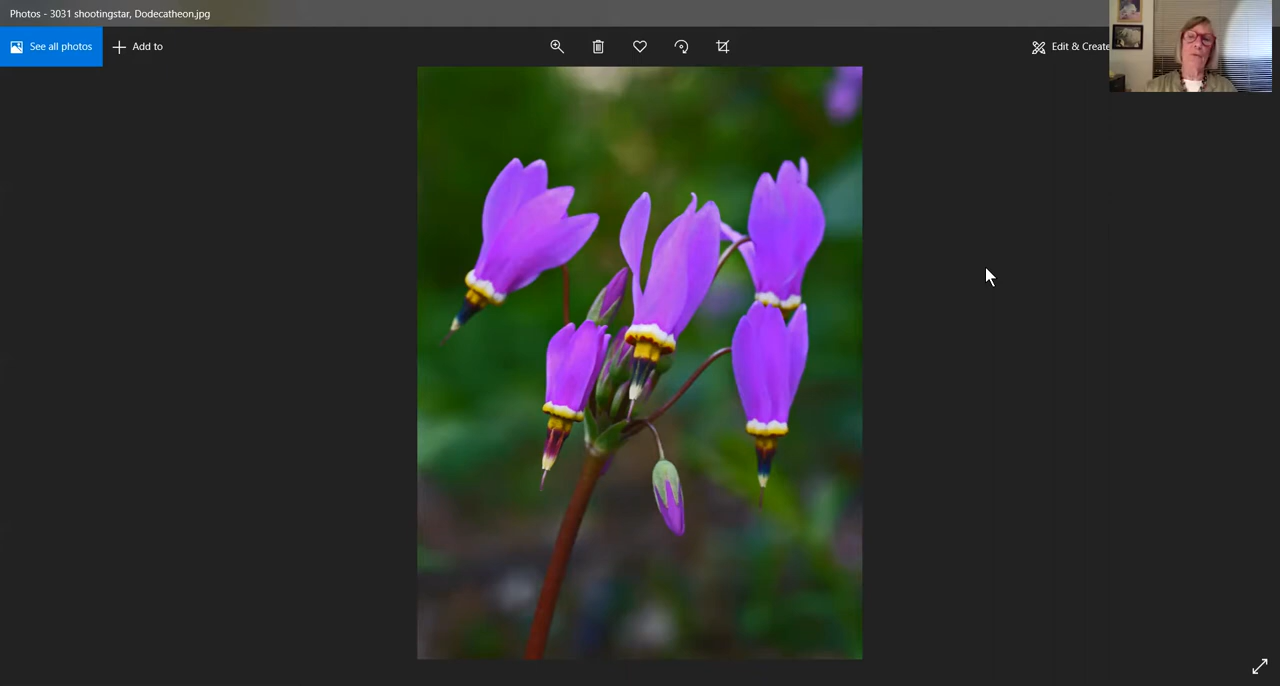 Photos - 3031 shootingstar, Dodecatheon.jpg
See all photos
Add to
Edit & Create